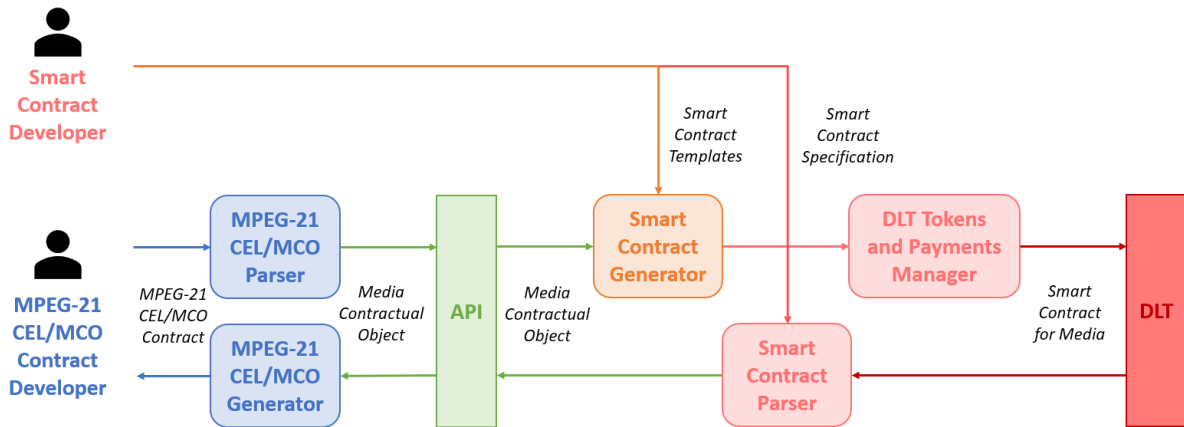 Smart
Contract
Developer
Smart
Contract
Templates
Smart
Contract
Specification
MPEG-21
CEL/MCO
Parser
Smart
Contract
Generator
DLT Tokens
and Payments
Manager
MPEG-21
CEL/MCO
Contract
Developer
MPEG-21
CEL/MCO
Contract
Media
Contractual
Object
API
Media
Contractual
Object
Smart
Contract
for Media
DLT
MPEG-21
CEL/MCO
Generator
Smart
Contract
Parser